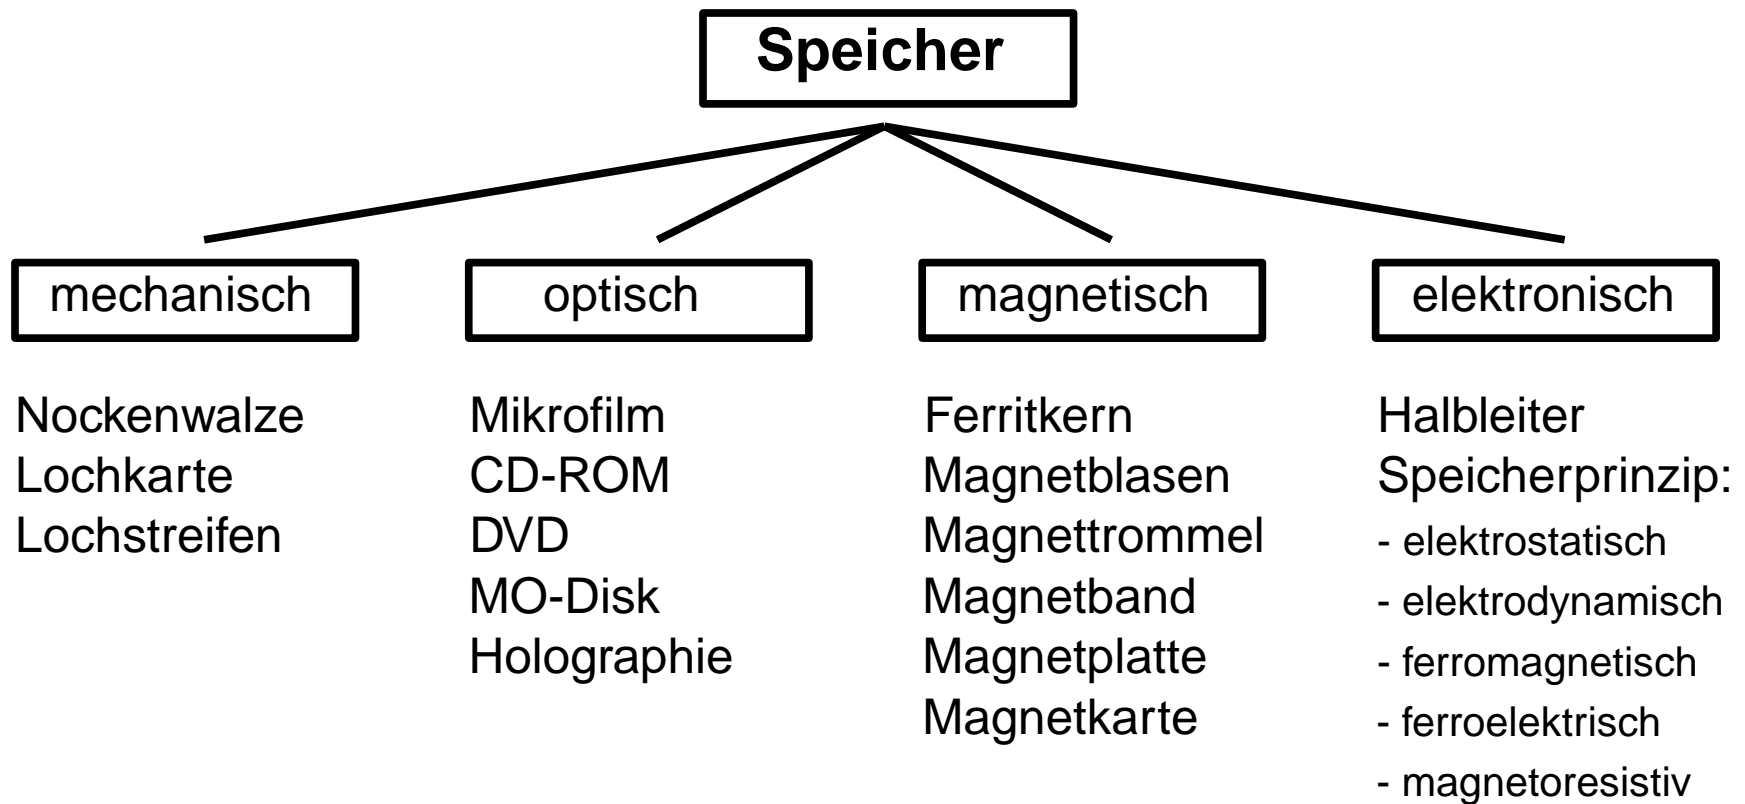 Speicher
mechanisch
optisch
magnetisch
elektronisch
Nockenwalze
Lochkarte
Lochstreifen
Mikrofilm
CD-ROM
DVD
MO-Disk
Holographie
Ferritkern
Magnetblasen
Magnettrommel
Magnetband
Magnetplatte
Magnetkarte
Halbleiter
Speicherprinzip:
- elektrostatisch
- elektrodynamisch
- ferromagnetisch
- ferroelektrisch
- magnetoresistiv